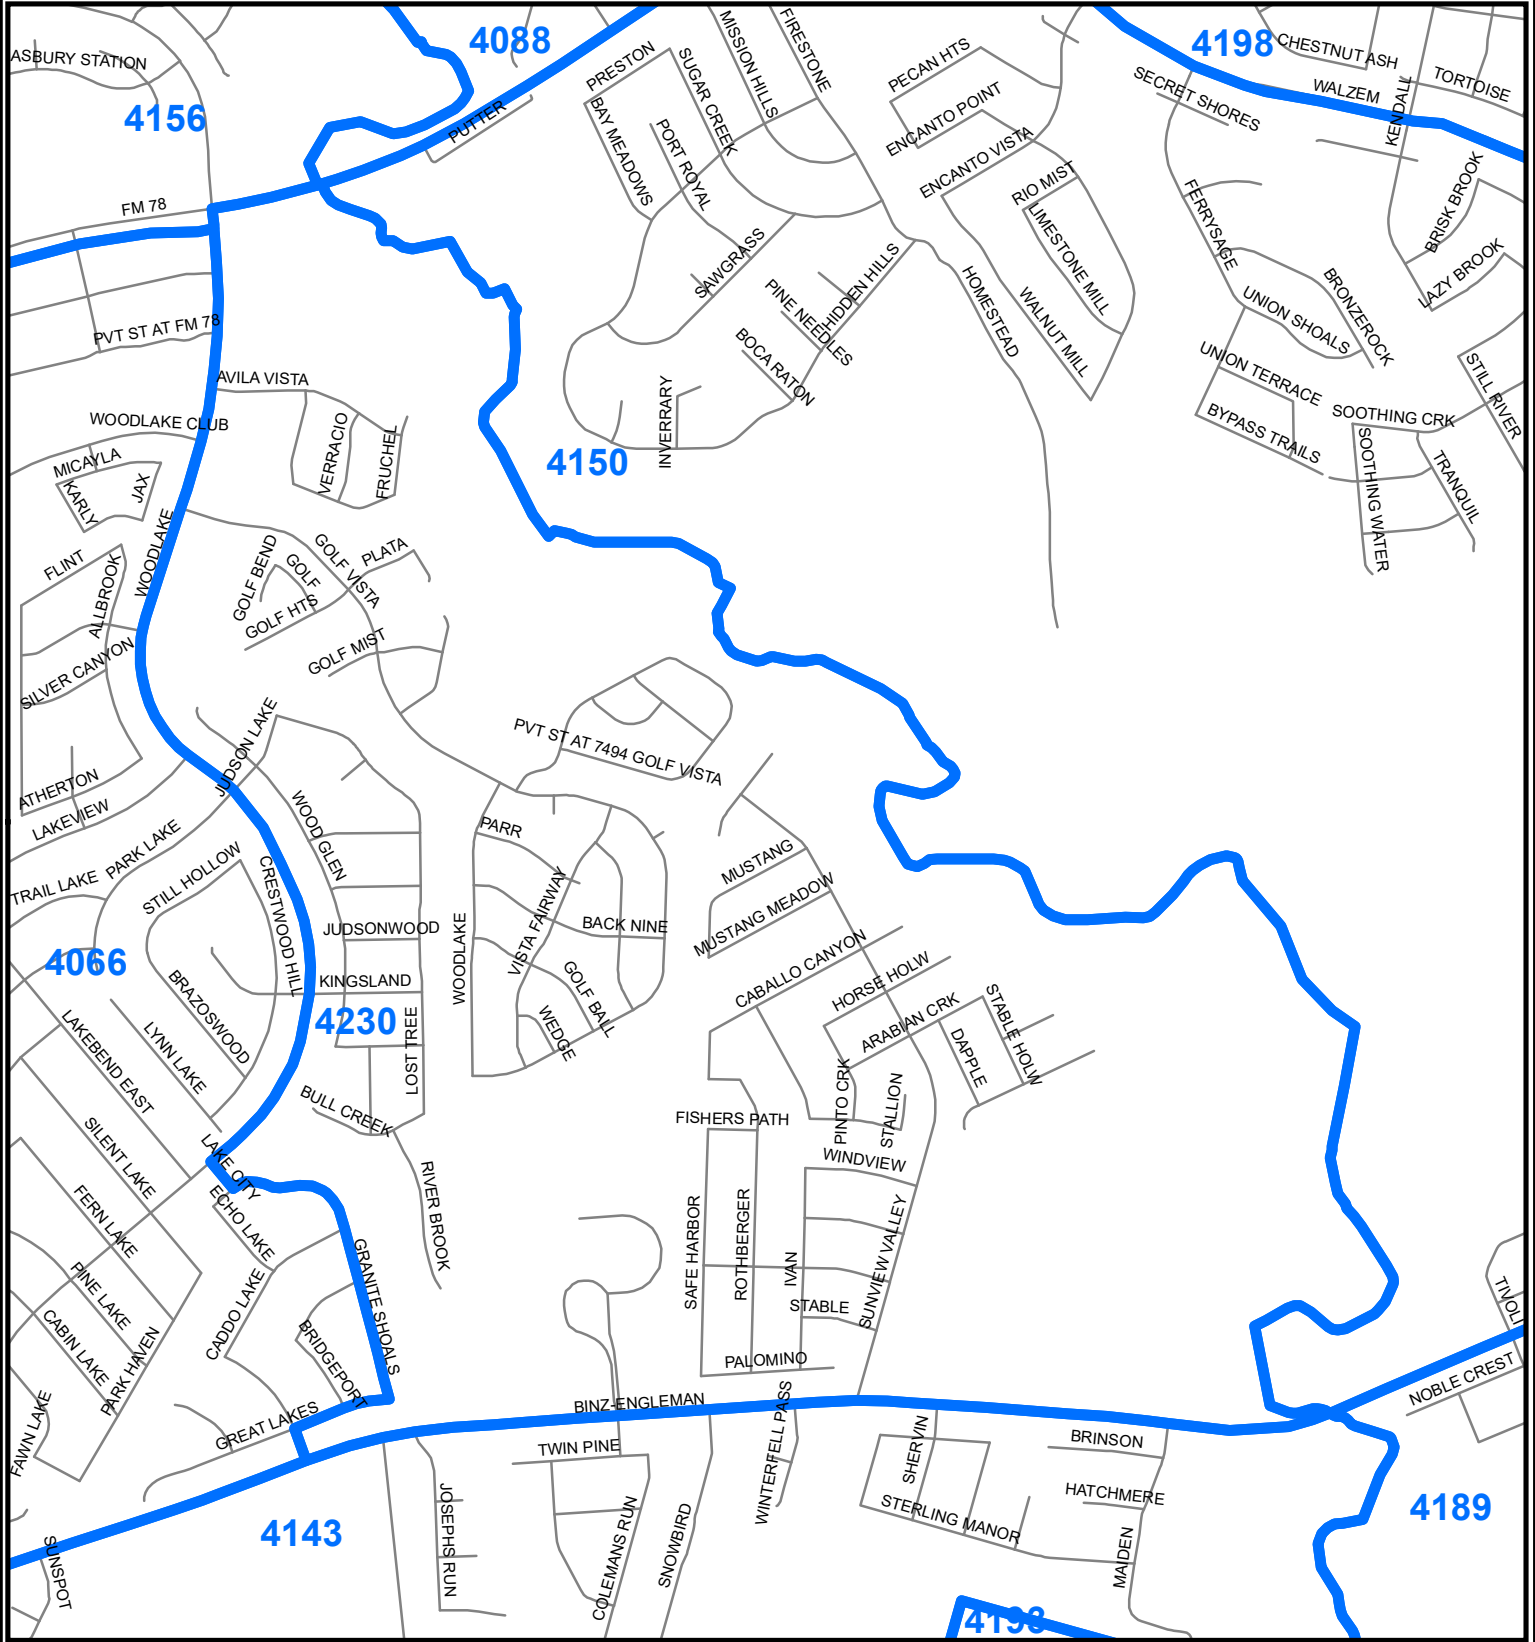 4088
4198
ASBURY STATION
4156
PUTTER
PRESTON
BAY MEADOWS
SUGAR CREEK
PORT ROYAL
MISSION HILLS
FIRESTONE
PECAN HTS
ENCANTO POINT
ENCANTO VISTA
RIO MIST
LIMESTONE MILL
WALNUT MILL
HOMESTEAD
SECRET SHORES
CHESTNUT ASH
WALZEM
KENDALL
TORTOISE
FERRYSAGE
BRISK BROOK
LAZY BROOK
UNION SHOALS
BRONZEROCK
UNION TERRACE
BYPASS TRAILS
SOOTHING CRK
SOOTHING WATER
TRANQUIL
STILL RIVER
FM 78
PVT ST AT FM 78
SAWGRASS
PINE NEEDLES
HIDDEN HILLS
BOCA RATON
INVERRARY
4150
AVILA VISTA
WOODLAKE CLUB
VERRACIO
FRUCHEL
MICAYLA
KARLY
JAX
WOODLAKE
FLINT
ALLBROOK
SILVER CANYON
GOLF BEND
GOLF
GOLF VISTA
PLATA
GOLF HTS
GOLF MIST
ATHERTON
LAKEVIEW
JUDSON LAKE
PVT ST AT 7494 GOLF VISTA
TRAIL LAKE
PARK LAKE
STILL HOLLOW
WOOD GLEN
CRESTWOOD HILL
PARR
VISTA FAIRWAY
BACK NINE
GOLF BALL
WEDGE
WOODLAKE
JUDSONWOOD
KINGSLAND
4230
LOST TREE
BULL CREEK
RIVER BROOK
4066
BRAZOSWOOD
LYNN LAKE
LAKEBEND EAST
SILENT LAKE
FERN LAKE
PINE LAKE
CABIN LAKE
PARK HAVEN
FAWN LAKE
LAKE CITY
ECHO LAKE
CADDO LAKE
GRANITE SHOALS
BRIDGEPORT
GREAT LAKES
MUSTANG
MUSTANG MEADOW
CABALLO CANYON
HORSE HOLW
ARABIAN CRK
STABLE HOLW
DAPPLE
PINTO CRK
STALLION
FISHERS PATH
WINDVIEW
SAFE HARBOR
ROTHBERGER
IVAN
STABLE
SUNVIEW VALLEY
PALOMINO
BINZ-ENGLEMAN
TIVOLI
NOBLE CREST
TWIN PINE
WINTERFELL PASS
SHERVIN
BRINSON
HATCHMERE
STERLING MANOR
MAIDEN
JOSEPHS RUN
COLEMANS RUN
SNOWBIRD
SUNSPOT
4143
4189
4193